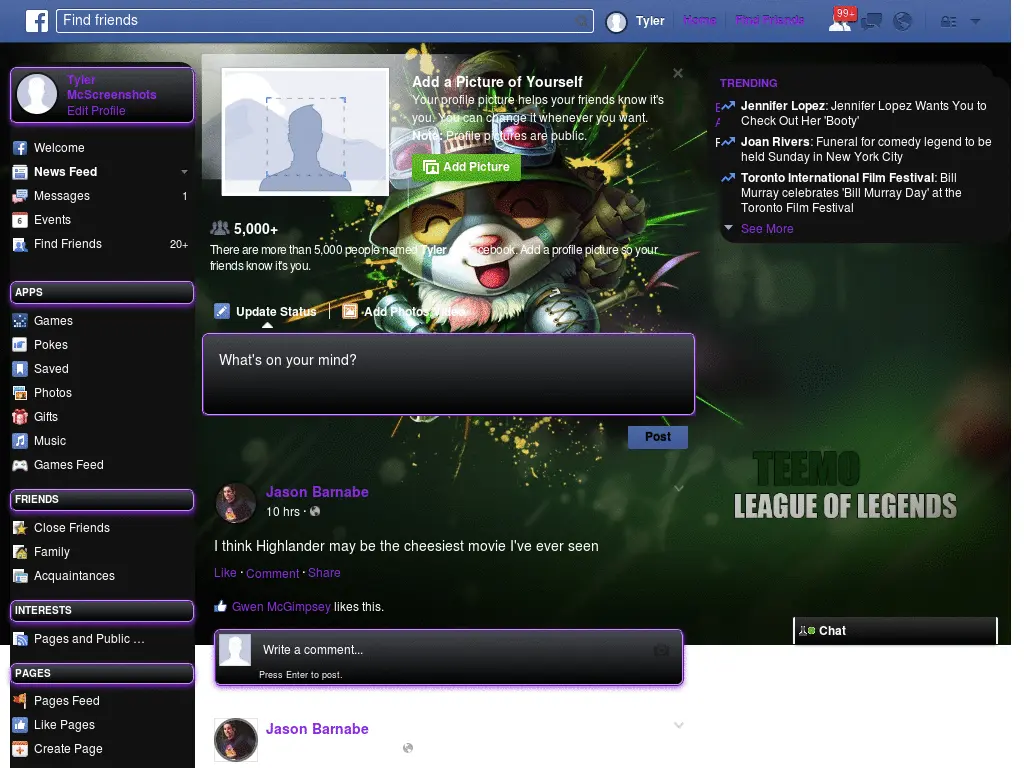 Find friends
Tyler
Home
Find Friends
99+
Tyler
McScreenshots
Edit Profile
Welcome
News Feed
Messages 1
Events
Find Friends 20+
APPS
Games
Pokes
Saved
Photos
Gifts
Music
Games Feed
FRIENDS
Close Friends
Family
Acquaintances
INTERESTS
Pages and Public ...
PAGES
Pages Feed
Like Pages
Create Page
Add a Picture of Yourself
Your profile picture helps your friends know it's
you. You can change it whenever you want.
Note: Profile pictures are public.
Add Picture
5,000+
There are more than 5,000 people named Tyler on Facebook. Add a profile picture so your
friends know it's you.
Update Status
Add Photos/Video
What's on your mind?
Post
Jason Barnabe
10 hrs ·
I think Highlander may be the cheesiest movie I've ever seen
Like · Comment · Share
Gwen McGimpsey likes this.
Write a comment...
Press Enter to post.
Jason Barnabe
TRENDING
Jennifer Lopez: Jennifer Lopez Wants You to
Check Out Her 'Booty'
Joan Rivers: Funeral for comedy legend to be
held Sunday in New York City
Toronto International Film Festival: Bill
Murray celebrates 'Bill Murray Day' at the
Toronto Film Festival
See More
TEEMO
LEAGUE OF LEGENDS
Chat